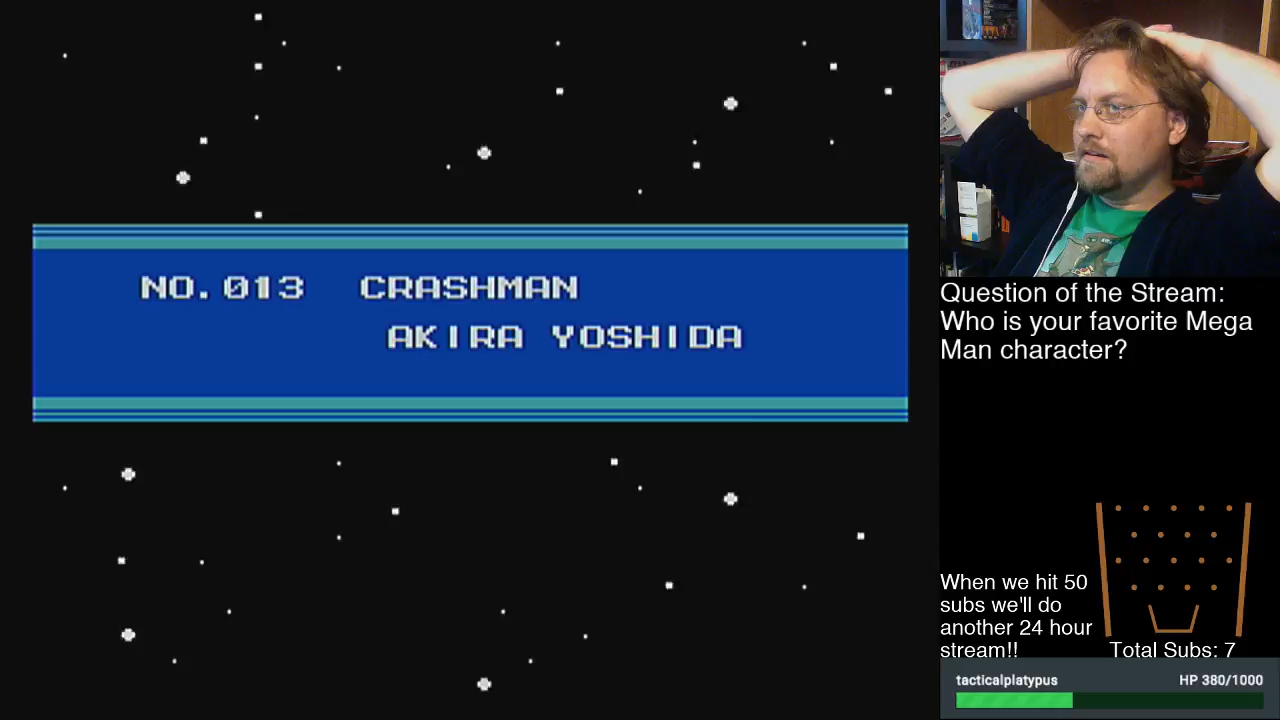 NO.013 CRASHMAN
AKIRA YOSHIDA
Question of the Stream:
Who is your favorite Mega
Man character?
When we hit 50
subs we'll do
another 24 hour
stream!!
Total Subs: 7
tacticalplatypus HP 380/1000